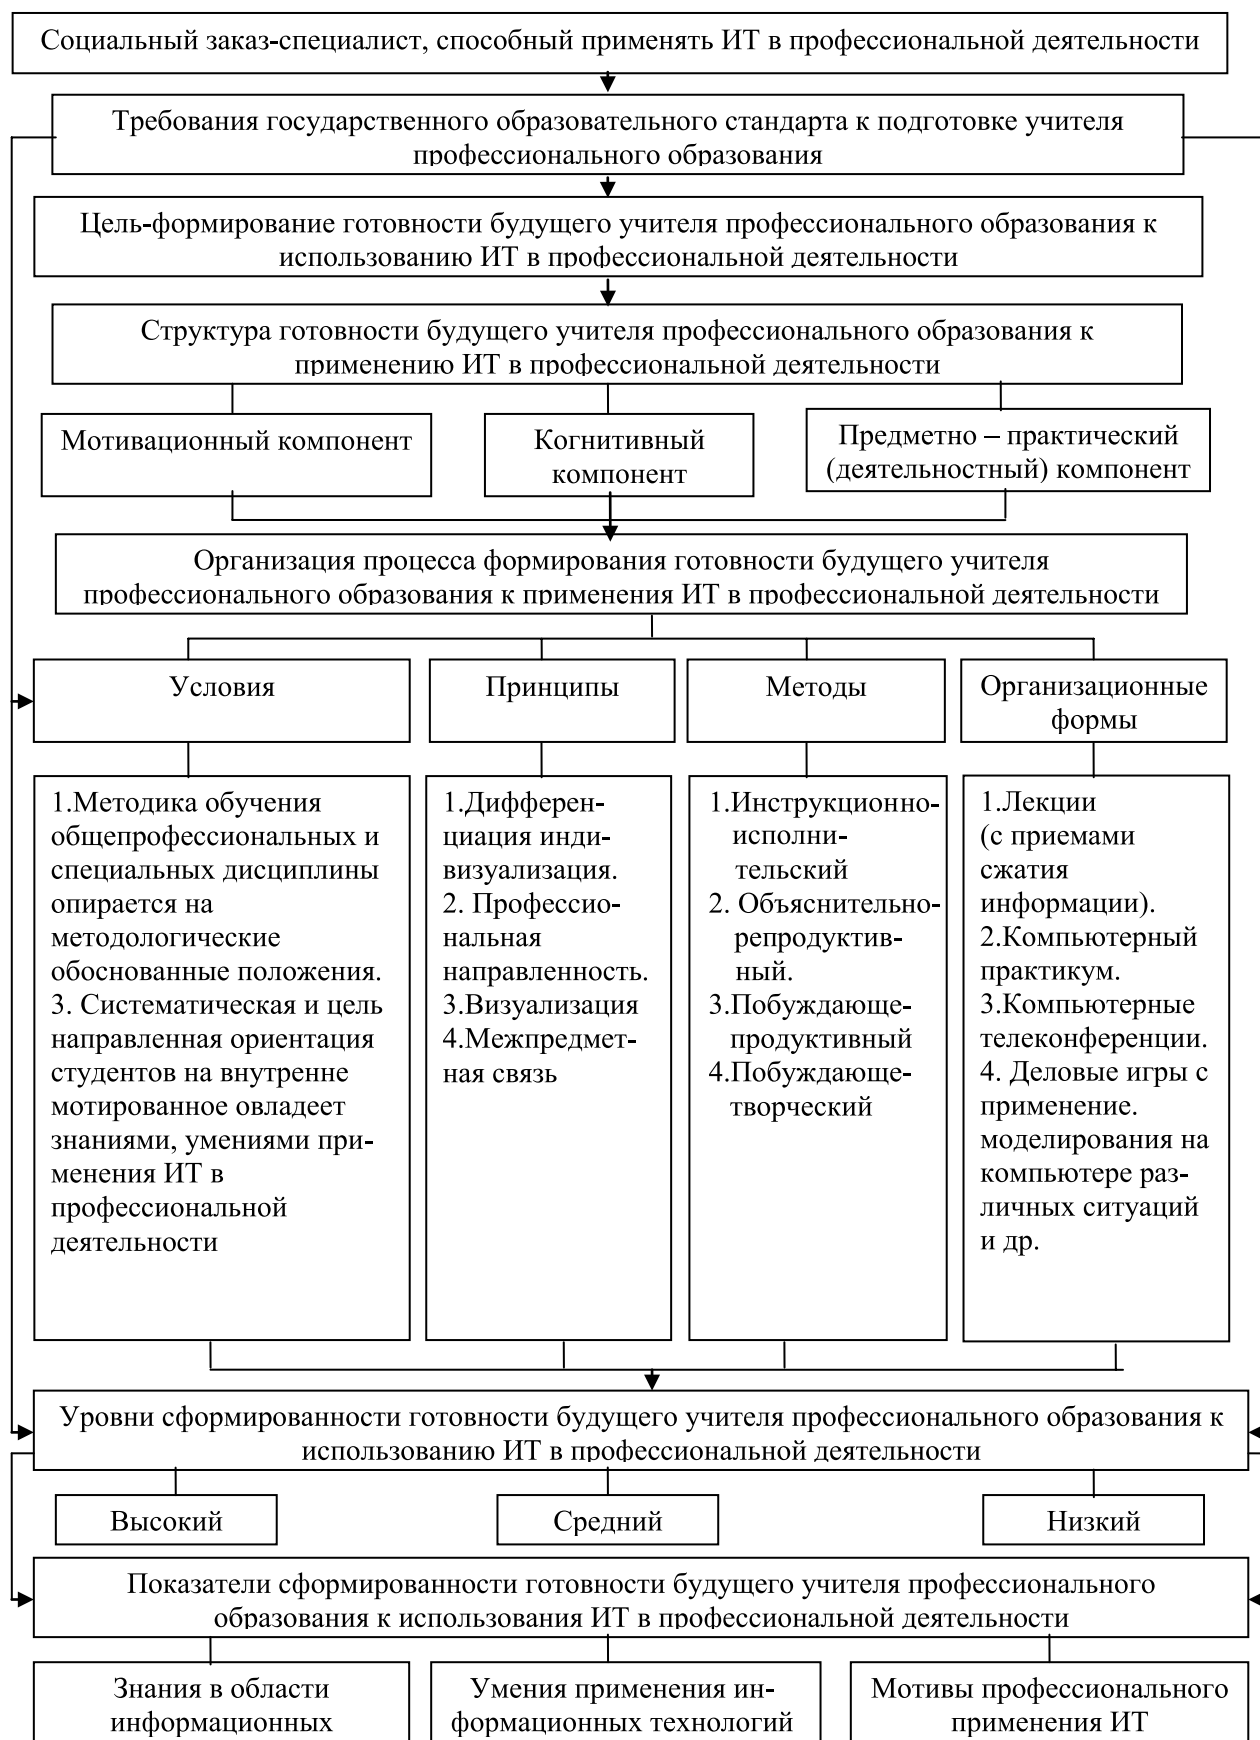 Социальный заказ-специалист, способный применять ИТ в профессиональной деятельности
Требования государственного образовательного стандарта к подготовке учителя
профессионального образования
Цель-формирование готовности будущего учителя профессионального образования к
использованию ИТ в профессиональной деятельности
Структура готовности будущего учителя профессионального образования к
применению ИТ в профессиональной деятельности
Мотивационный компонент
Когнитивный
компонент
Предметно – практический
(деятельностный) компонент
Организация процесса формирования готовности будущего учителя
профессионального образования к применения ИТ в профессиональной деятельности
Условия
Принципы
Методы
Организационные
формы
1.Методика обучения
общепрофессиональных и
специальных дисциплины
опирается на
методологические
обоснованные положения.
3. Систематическая и цель
направленная ориентация
студентов на внутренне
мотированное овладеет
знаниями, умениями при-
менения ИТ в
профессиональной
деятельности
1.Дифферен-
циация инди-
визуализация.
2. Профессио-
нальная
направленность.
3.Визуализация
4.Межпредмет-
ная связь
1.Инструкционно-
исполни-
тельский
2. Объяснительно-
репродуктив-
ный.
3.Побуждающе-
продуктивный
4.Побуждающе-
творческий
1.Лекции
(с приемами
сжатия
информации).
2.Компьютерный
практикум.
3.Компьютерные
телеконференции.
4. Деловые игры с
применение.
моделирования на
компьютере раз-
личных ситуаций
и др.
Уровни сформированности готовности будущего учителя профессионального образования к
использованию ИТ в профессиональной деятельности
Высокий
Средний
Низкий
Показатели сформированности готовности будущего учителя профессионального
образования к использования ИТ в профессиональной деятельности
Знания в области
информационных
Умения применения ин-
формационных технологий
Мотивы профессионального
применения ИТ